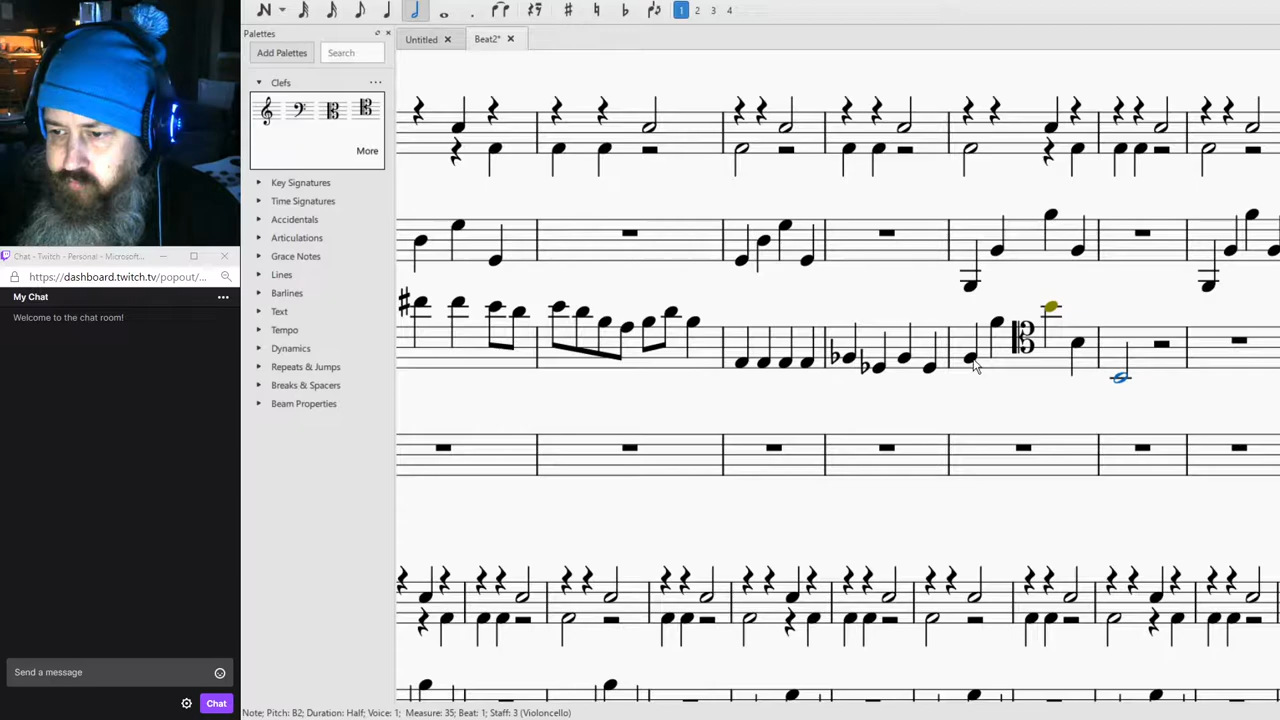 1 2 3 4
Palettes
Untitled
Beat2*
Add Palettes
Search
Clefs
More
Key Signatures
Time Signatures
Accidentals
Articulations
Grace Notes
Lines
Barlines
Text
Tempo
Dynamics
Repeats & Jumps
Breaks & Spacers
Beam Properties
Chat - Twitch - Personal - Microsoft...
https://dashboard.twitch.tv/popout/...
My Chat
Welcome to the chat room!
Send a message
Chat
Note; Pitch: B2; Duration: Half; Voice: 1; Measure: 35; Beat: 1; Staff: 3 (Violoncello)